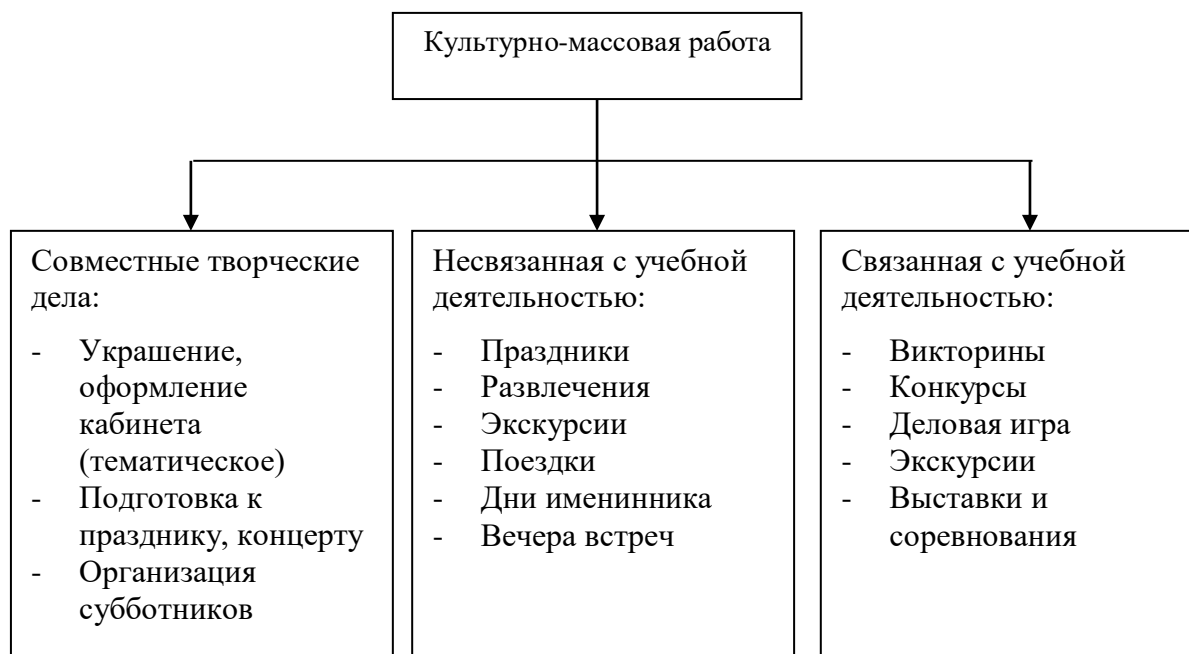 Культурно-массовая работа
Совместные творческие
дела:
- Украшение,
оформление
кабинета
(тематическое)
- Подготовка к
празднику, концерту
- Организация
субботников
Несвязанная с учебной
деятельностью:
- Праздники
- Развлечения
- Экскурсии
- Поездки
- Дни именинника
- Вечера встреч
Связанная с учебной
деятельностью:
- Викторины
- Конкурсы
- Деловая игра
- Экскурсии
- Выставки и
соревнования